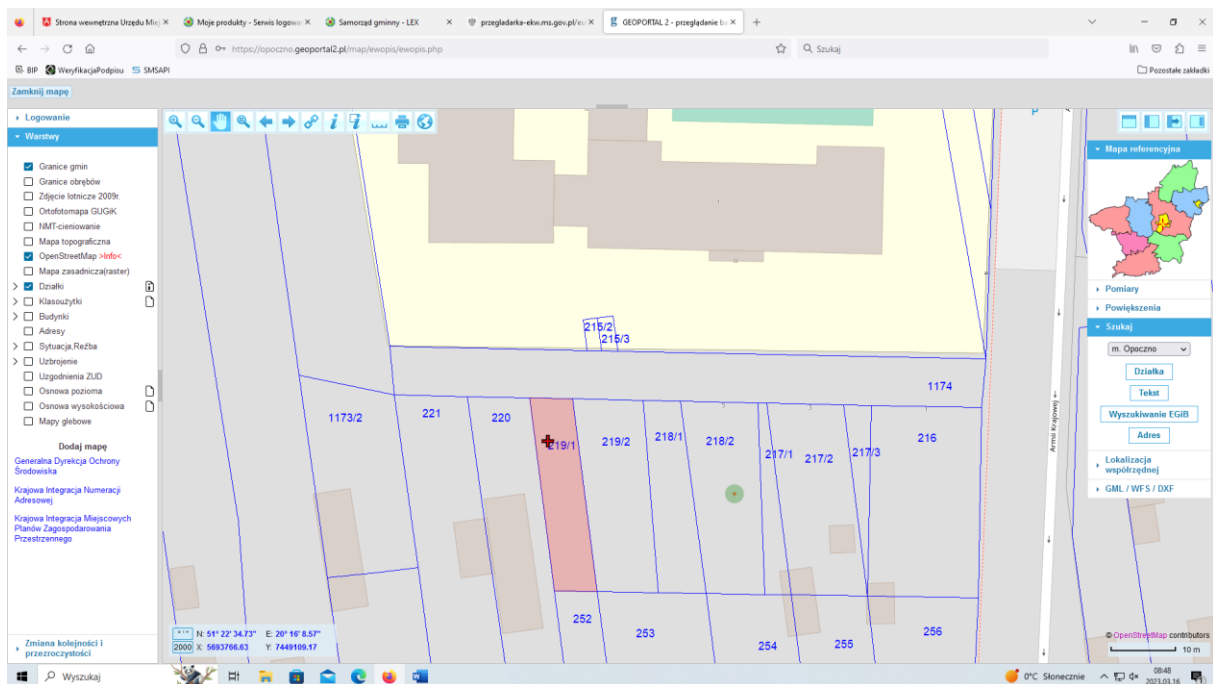 Strona wewnętrzna Urzędu Miej
Moje produkty - Serwis logowa
Samorząd gminny - LEX
przegladarka-ekw.ms.gov.pl/eu
GEOPORTAL 2 - przeglądanie ba
https://opoczno.geoportal2.pl/map/ewopis/ewopis.php
Szukaj
BIP
WeryfikacjaPodpisu
SMSAPI
Pozostałe zakładki
Zamknij mapę
Logowanie
Warstwy
Granice gmin
Granice obrębów
Zdjęcie lotnicze 2009r.
Ortofotomapa GUGiK
NMT-cieniowanie
Mapa topograficzna
OpenStreetMap >Info<
Mapa zasadnicza(raster)
Działki
Klasoużytki
Budynki
Adresy
Sytuacja,Rzeźba
Uzbrojenie
Uzgodnienia ZUD
Osnowa pozioma
Osnowa wysokościowa
Mapy glebowe
Dodaj mapę
Generalna Dyrekcja Ochrony
Środowiska
Krajowa Integracja Numeracji
Adresowej
Krajowa Integracja Miejscowych
Planów Zagospodarowania
Przestrzennego
Zmiana kolejności i
przezroczystości
P
215/2
215/3
1174
1173/2
221
220
219/1
219/2
218/1
218/2
217/1
217/2
217/3
216
252
253
254
255
256
Armii Krajowej
N: 51° 22' 34.73" E: 20° 16' 8.57"
2000 X: 5693766.63 Y: 7449109.17
Mapa referencyjna
Pomiary
Powiększenia
Szukaj
m. Opoczno
Działka
Tekst
Wyszukiwanie EGiB
Adres
Lokalizacja
współrzędnej
GML / WFS / DXF
© OpenStreetMap contributors
10 m
Wyszukaj
0°C Słonecznie
08:48
2023.03.16